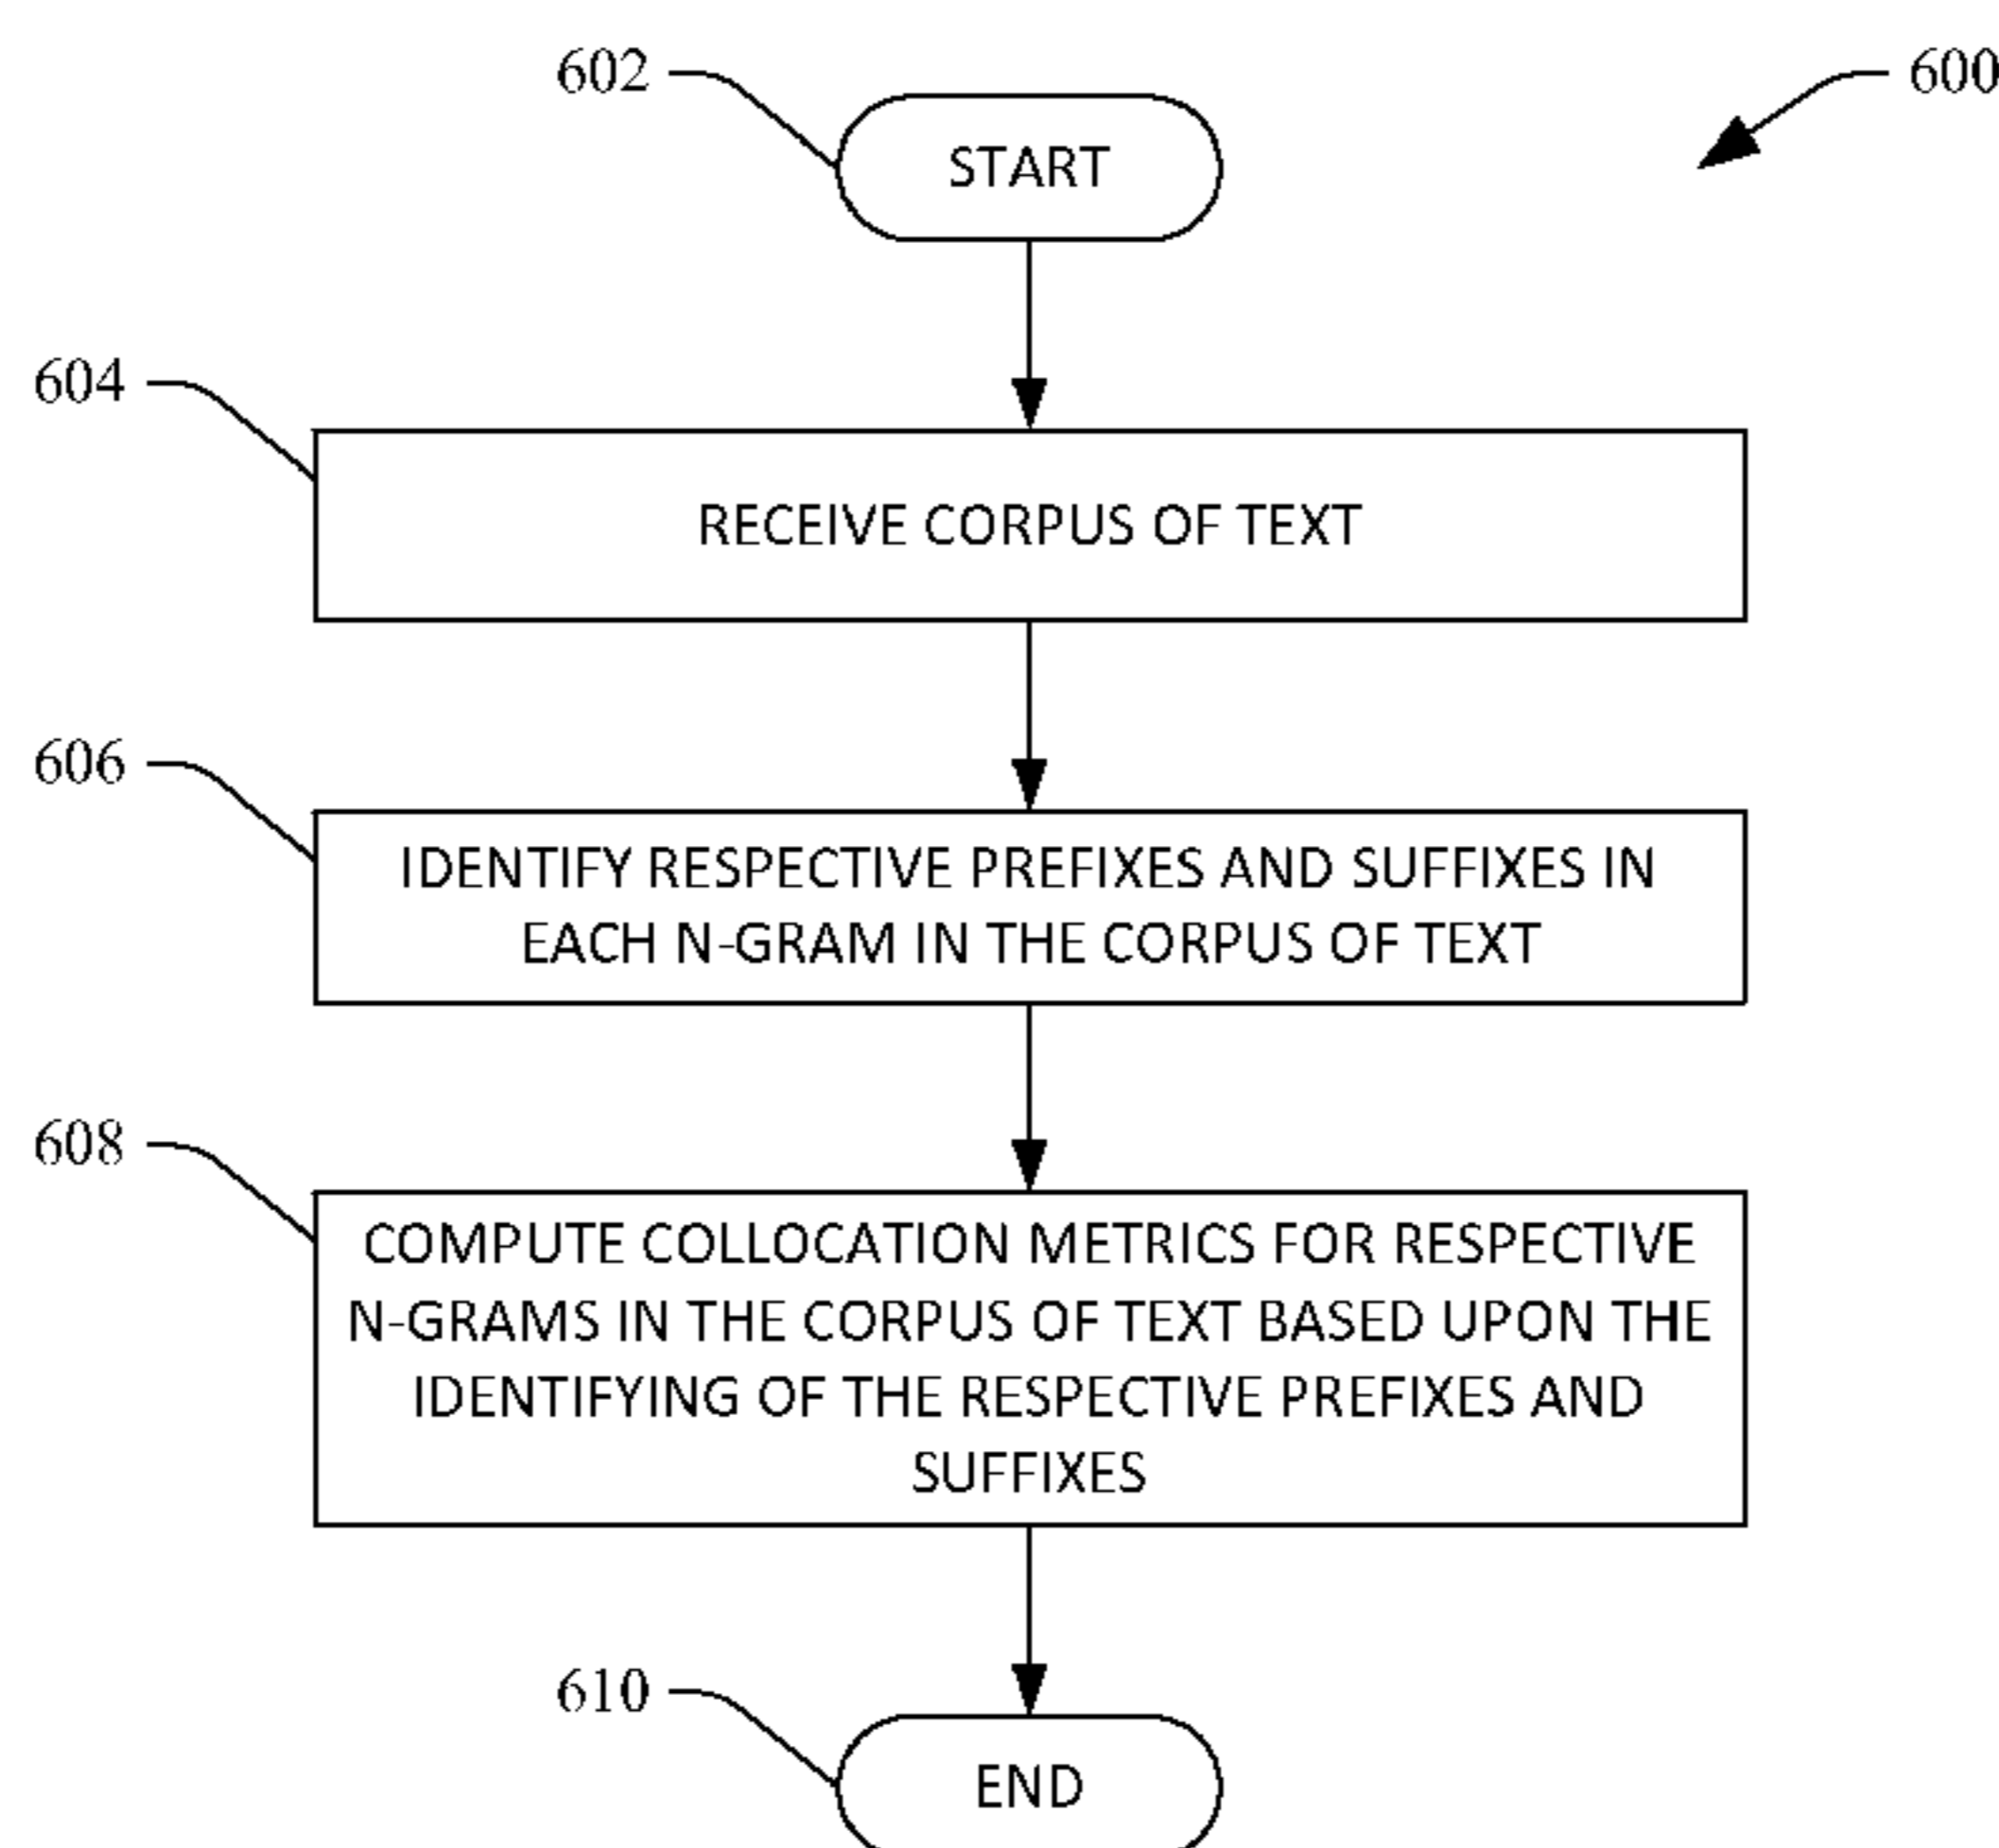 602
600
START
604
RECEIVE CORPUS OF TEXT
606
IDENTIFY RESPECTIVE PREFIXES AND SUFFIXES IN
EACH N-GRAM IN THE CORPUS OF TEXT
608
COMPUTE COLLOCATION METRICS FOR RESPECTIVE
N-GRAMS IN THE CORPUS OF TEXT BASED UPON THE
IDENTIFYING OF THE RESPECTIVE PREFIXES AND
SUFFIXES
610
END